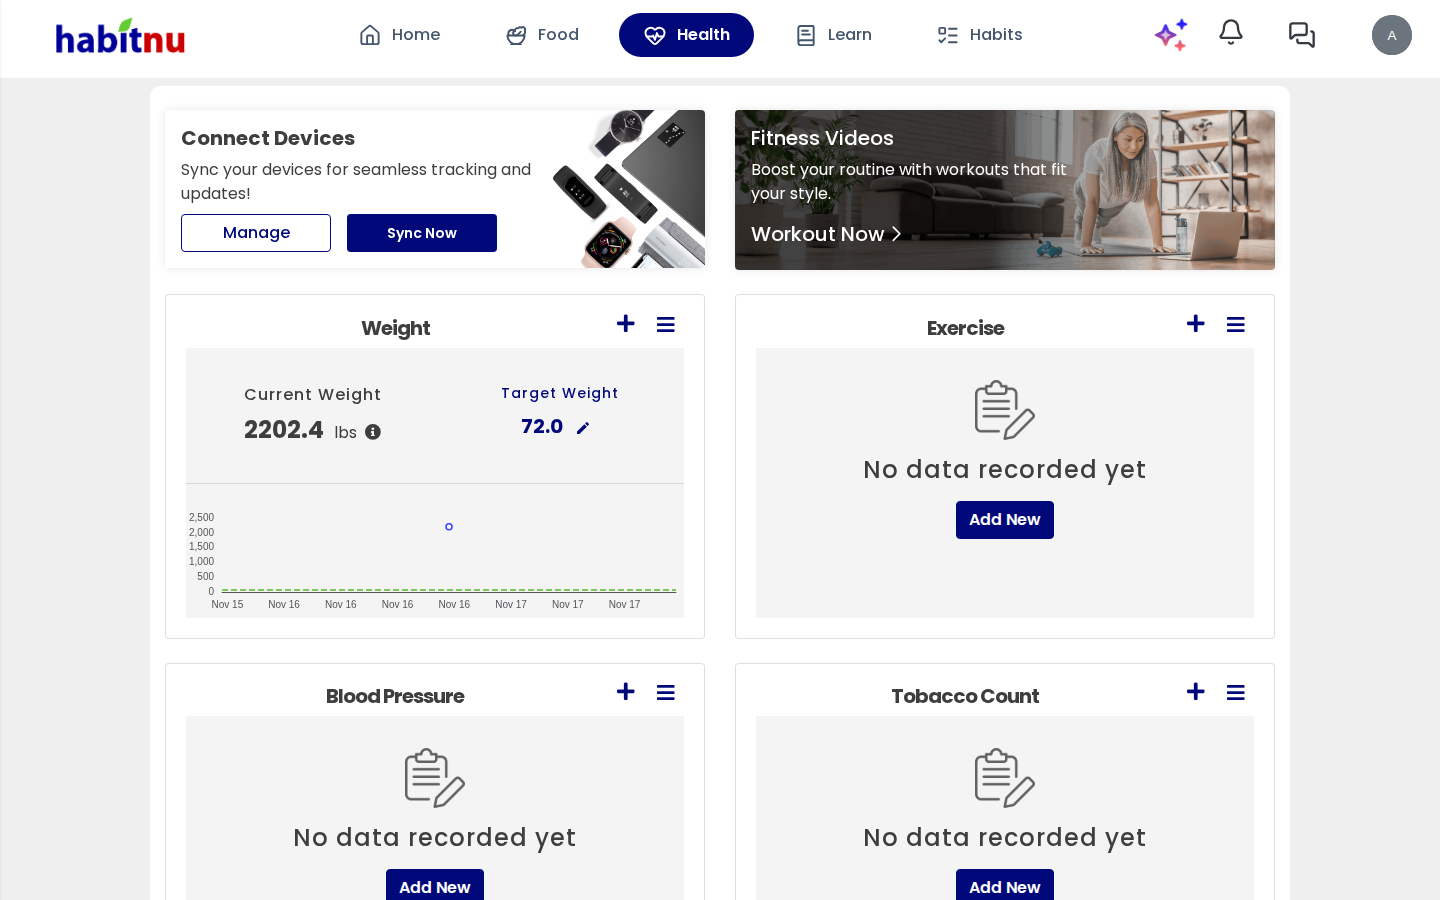 habitnu
Home
Food
Health
Learn
Habits
A
Connect Devices
Sync your devices for seamless tracking and
updates!
Manage
Sync Now
Fitness Videos
Boost your routine with workouts that fit
your style.
Workout Now
Weight
Current Weight
2202.4 lbs
Target Weight
72.0
2,500
2,000
1,500
1,000
500
0
Nov 15 Nov 16 Nov 16 Nov 16 Nov 16 Nov 17 Nov 17 Nov 17
Exercise
No data recorded yet
Add New
Blood Pressure
No data recorded yet
Add New
Tobacco Count
No data recorded yet
Add New